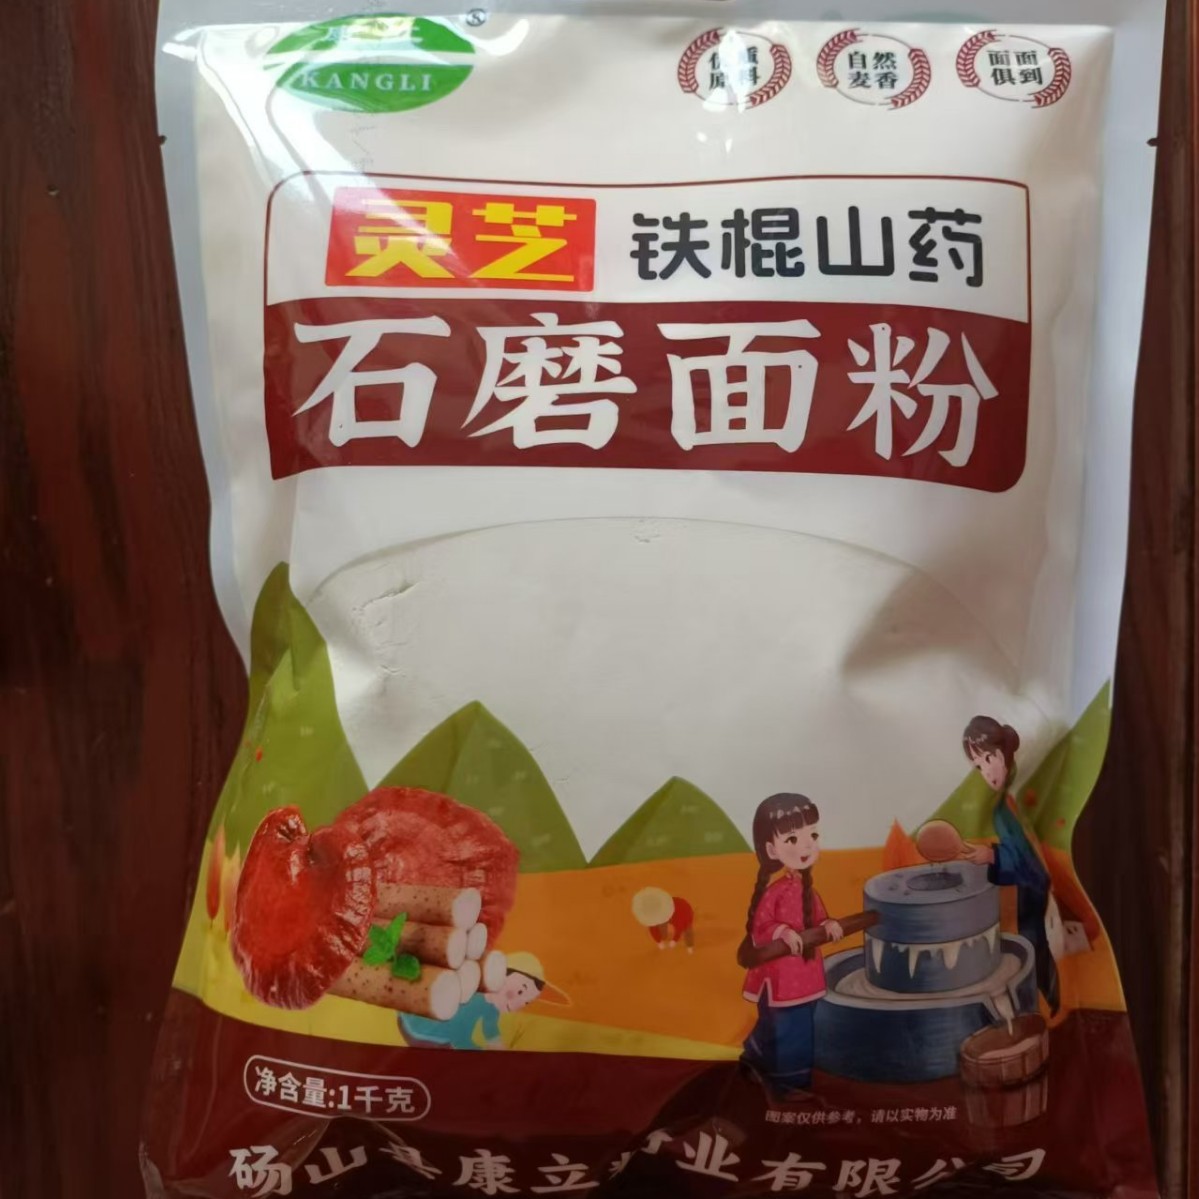 KANGLI
®
优质
原料
自然
麦香
面面
俱到
灵芝 铁棍山药
石磨面粉
净含量:1千克
图案仅供参考，请以实物为准
砀山县康立 业有限公司